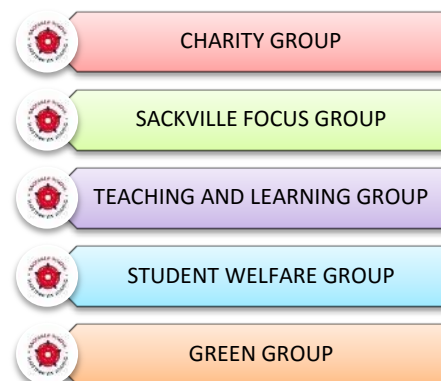 CHARITY GROUP
SACKVILLE FOCUS GROUP
TEACHING AND LEARNING GROUP
STUDENT WELFARE GROUP
GREEN GROUP